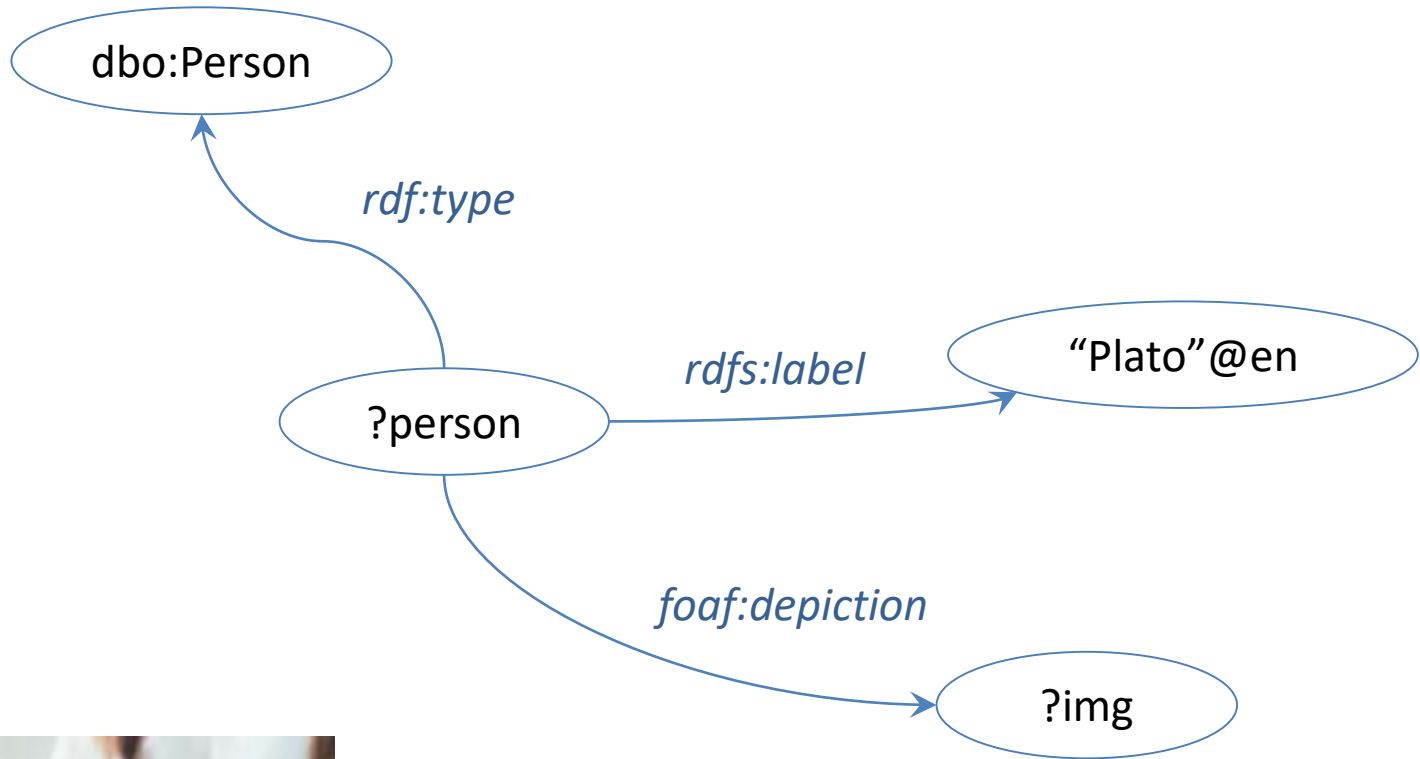 dbo:Person
rdf:type
rdfs:label
“Plato”@en
?person
foaf:depiction
?img